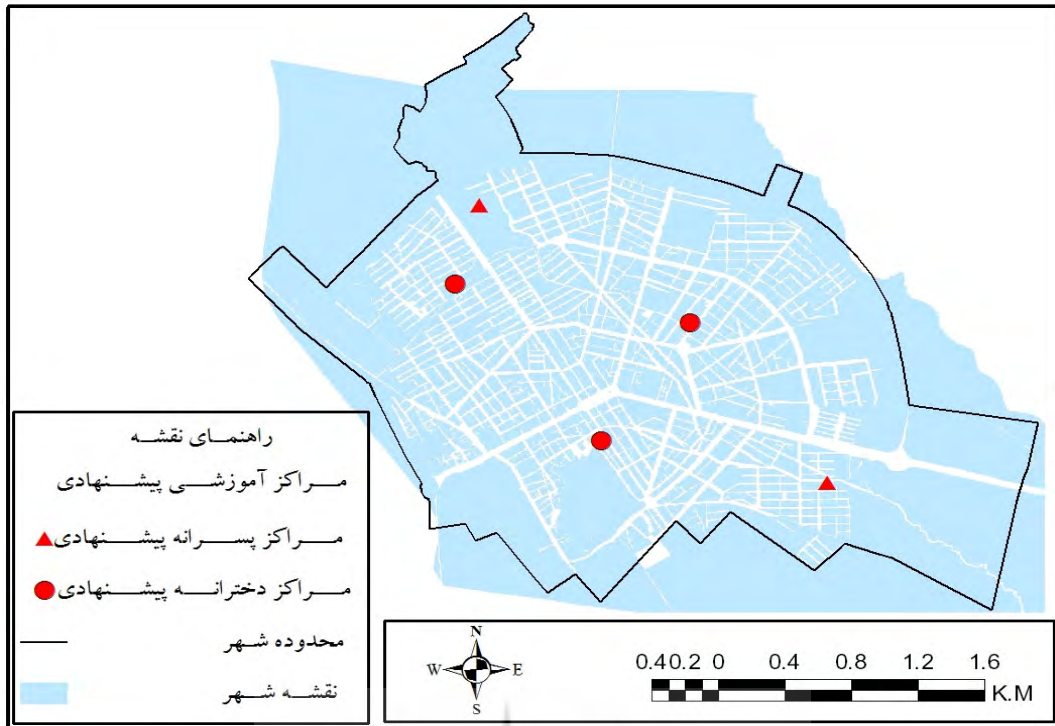 راهنمای نقشه
مراکز آموزشی پیشنهادی
مراکز پسرانه پیشنهادی
مراکز دخترانه پیشنهادی
محدوده شهر
نقشه شهر
N
W E
S
0.4 0.2 0 0.4 0.8 1.2 1.6
K.M